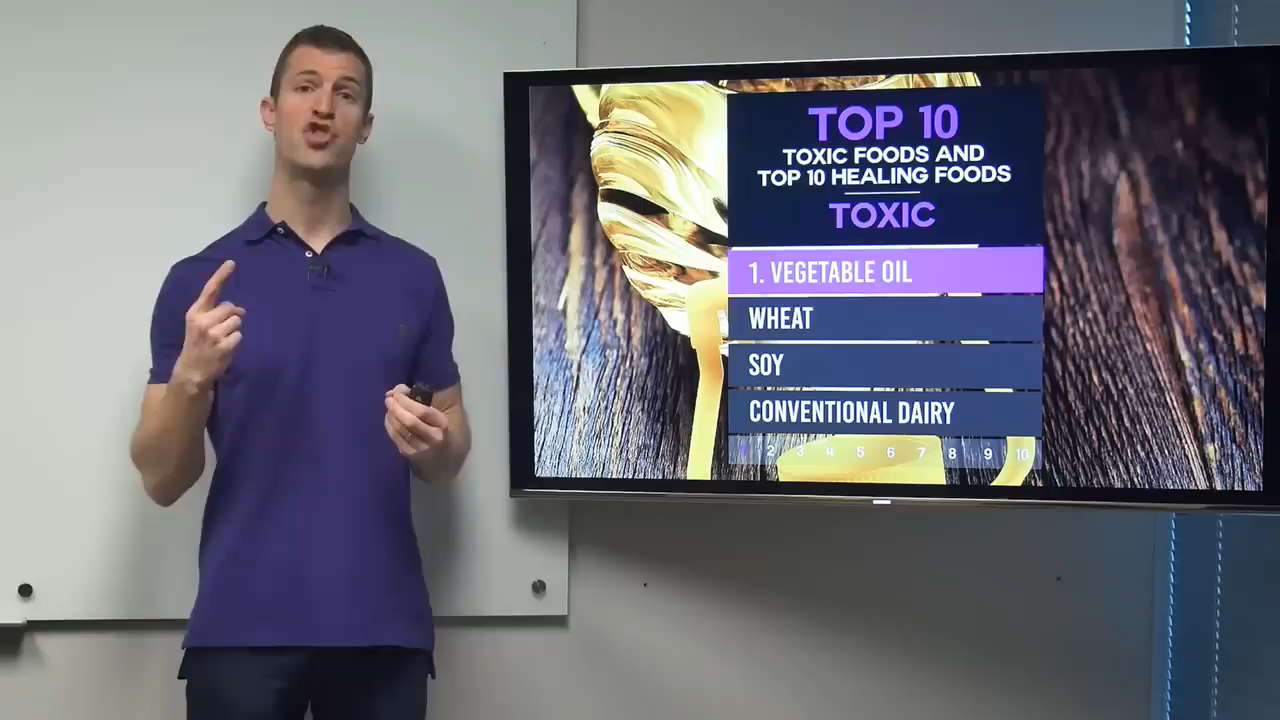 TOP 10
TOXIC FOODS AND
TOP 10 HEALING FOODS
TOXIC
1. VEGETABLE OIL
WHEAT
SOY
CONVENTIONAL DAIRY
1 2 3 4 5 6 7 8 9 10